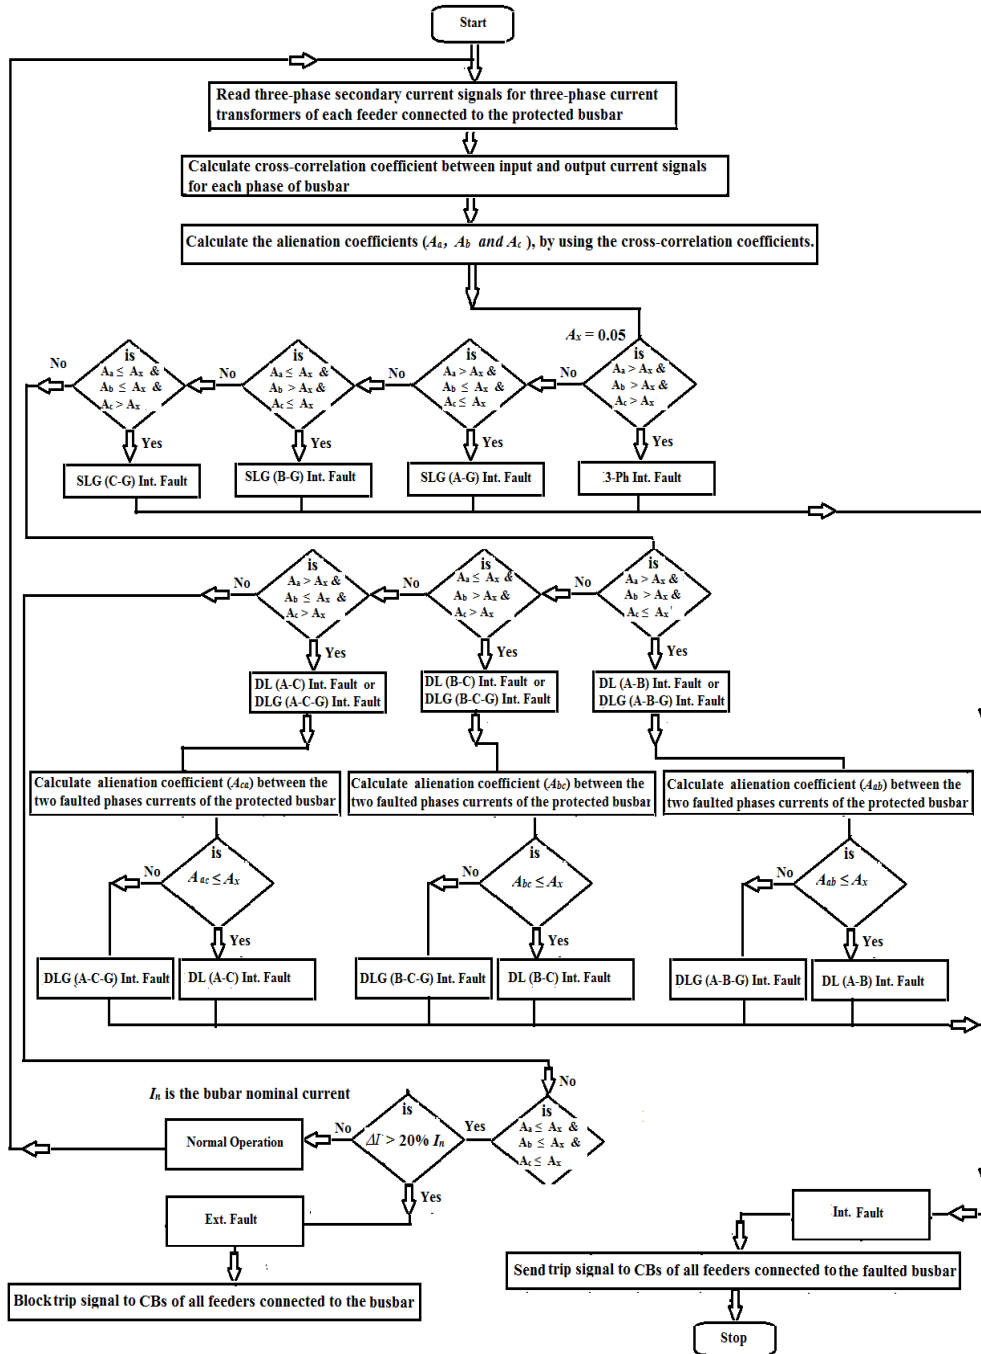 Start
Read three-phase secondary current signals for three-phase current
transformers of each feeder connected to the protected busbar
Calculate cross-correlation coefficient between input and output current signals
for each phase of busbar
Calculate the alienation coefficients (Aa, Ab and Ac ), by using the cross-correlation coefficients.
Ax = 0.05
No
is
Aa ≤ Ax &
Ab ≤ Ax &
Ac > Ax
No
is
Aa ≤ Ax &
Ab > Ax &
Ac ≤ Ax
No
is
Aa > Ax &
Ab ≤ Ax &
Ac ≤ Ax
No
is
Aa > Ax &
Ab > Ax &
Ac > Ax
Yes
Yes
Yes
Yes
SLG (C-G) Int. Fault
SLG (B-G) Int. Fault
SLG (A-G) Int. Fault
3-Ph Int. Fault
No
is
Aa > Ax &
Ab ≤ Ax &
Ac > Ax
No
is
Aa ≤ Ax &
Ab > Ax &
Ac > Ax
No
is
Aa > Ax &
Ab > Ax &
Ac ≤ Ax
Yes
Yes
Yes
DL (A-C) Int. Fault or
DLG (A-C-G) Int. Fault
DL (B-C) Int. Fault or
DLG (B-C-G) Int. Fault
DL (A-B) Int. Fault or
DLG (A-B-G) Int. Fault
Calculate alienation coefficient (Aca) between the
two faulted phases currents of the protected busbar
Calculate alienation coefficient (Abc) between the
two faulted phases currents of the protected busbar
Calculate alienation coefficient (Aab) between the
two faulted phases currents of the protected busbar
No
is
Aac ≤ Ax
No
is
Abc ≤ Ax
No
is
Aab ≤ Ax
Yes
Yes
Yes
DLG (A-C-G) Int. Fault
DL (A-C) Int. Fault
DLG (B-C-G) Int. Fault
DL (B-C) Int. Fault
DLG (A-B-G) Int. Fault
DL (A-B) Int. Fault
In is the bubar nominal current
No
Normal Operation
No
is
ΔI > 20% In
Yes
is
Aa ≤ Ax &
Ab ≤ Ax &
Ac ≤ Ax
Yes
Ext. Fault
Int. Fault
Block trip signal to CBs of all feeders connected to the busbar
Send trip signal to CBs of all feeders connected to the faulted busbar
Stop